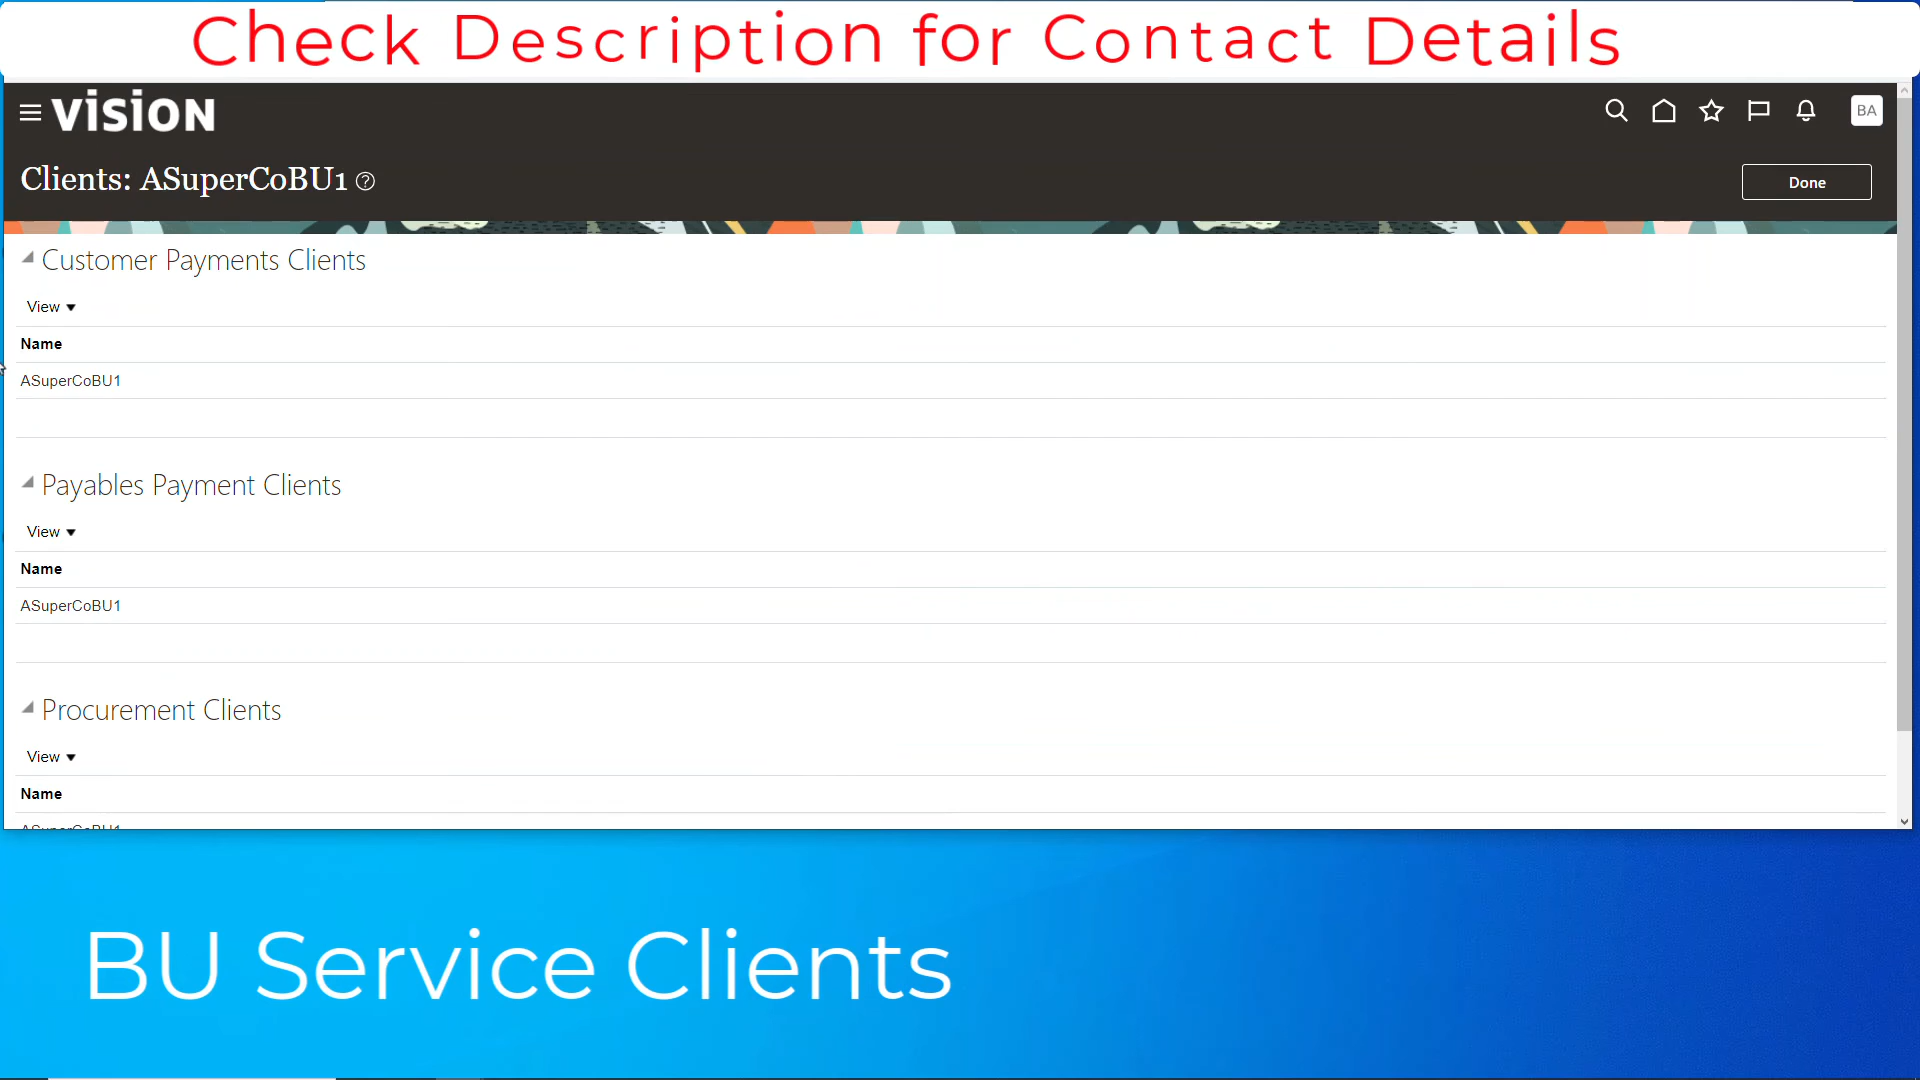 Check Description for Contact Details
vision
BA
Clients: ASuperCoBU1
Done
Customer Payments Clients
View
Name
ASuperCoBU1
Payables Payment Clients
View
Name
ASuperCoBU1
Procurement Clients
View
Name
ASuperCoBU1
BU Service Clients